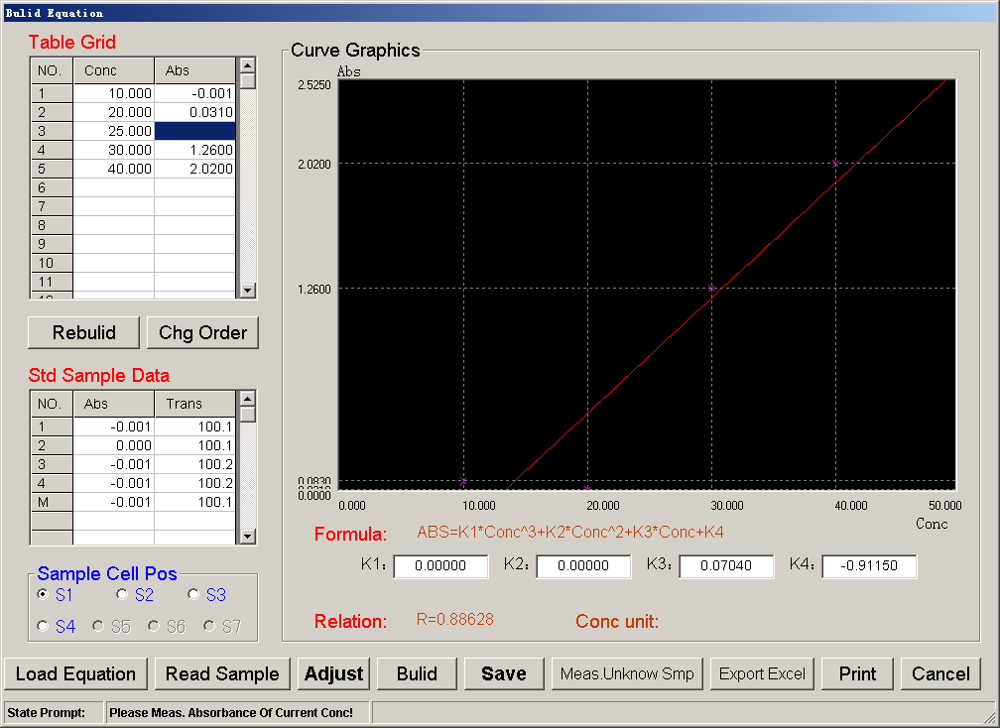 Bulid Equation
Table Grid
NO. Conc Abs
1 10.000 -0.001
2 20.000 0.0310
3 25.000
4 30.000 1.2600
5 40.000 2.0200
6
7
8
9
10
11
Rebulid Chg Order
Std Sample Data
NO. Abs Trans
1 -0.001 100.1
2 0.000 100.1
3 -0.001 100.2
4 -0.001 100.2
M -0.001 100.1
Sample Cell Pos
S1 S2 S3
S4 S5 S6 S7
Curve Graphics
Abs
2.5250
2.0200
1.2600
0.0830
0.0000
0.000 10.000 20.000 30.000 40.000 50.000
Conc
Formula: ABS=K1*Conc^3+K2*Conc^2+K3*Conc+K4
K1: 0.00000 K2: 0.00000 K3: 0.07040 K4: -0.91150
Relation: R=0.88628 Conc unit:
Load Equation Read Sample Adjust Bulid Save Meas.Unknow Smp Export Excel Print Cancel
State Prompt: Please Meas. Absorbance Of Current Conc!